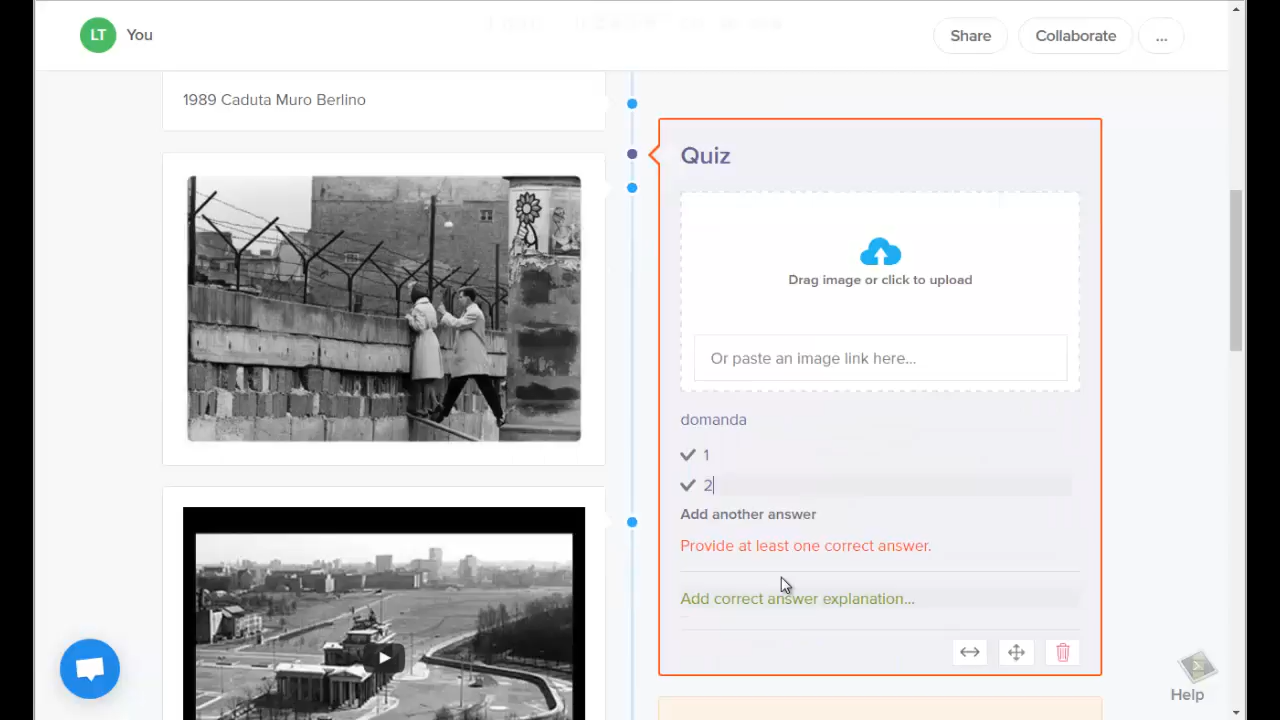 LT You
Share
Collaborate
...
1989 Caduta Muro Berlino
Quiz
Drag image or click to upload
Or paste an image link here...
domanda
1
2
Add another answer
Provide at least one correct answer.
Add correct answer explanation...
Help